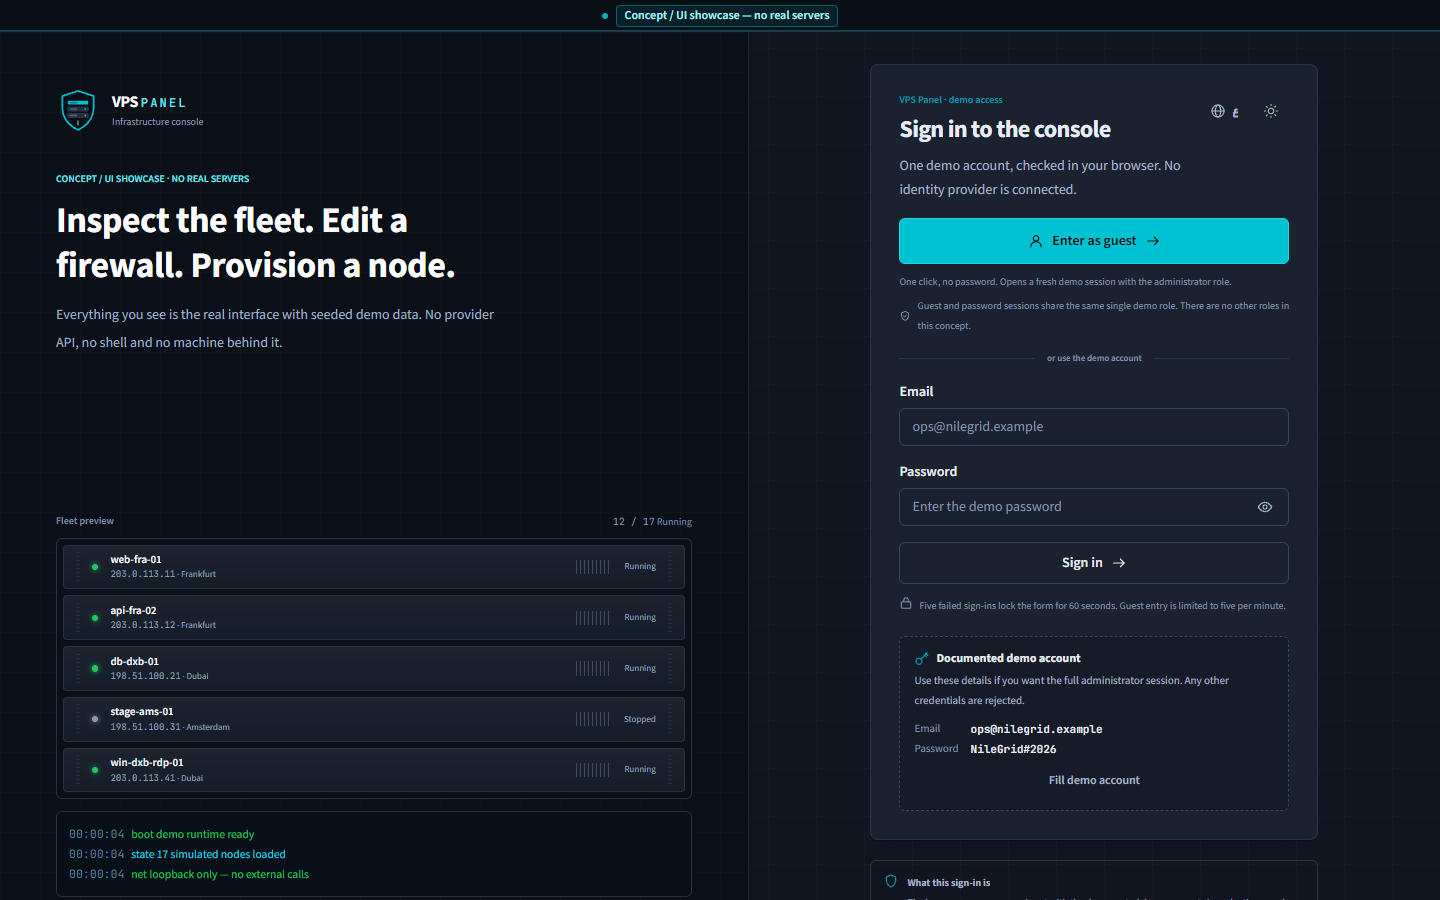 Concept / UI showcase — no real servers
VPS PANEL
Infrastructure console
CONCEPT / UI SHOWCASE · NO REAL SERVERS
Inspect the fleet. Edit a
firewall. Provision a node.
Everything you see is the real interface with seeded demo data. No provider
API, no shell and no machine behind it.
Fleet preview
12 / 17 Running
web-fra-01
203.0.113.11 · Frankfurt
Running
api-fra-02
203.0.113.12 · Frankfurt
Running
db-dxb-01
198.51.100.21 · Dubai
Running
stage-ams-01
198.51.100.31 · Amsterdam
Stopped
win-dxb-rdp-01
203.0.113.41 · Dubai
Running
00:00:04 boot demo runtime ready
00:00:04 state 17 simulated nodes loaded
00:00:04 net loopback only — no external calls
VPS Panel · demo access
ع
Sign in to the console
One demo account, checked in your browser. No
identity provider is connected.
Enter as guest
One click, no password. Opens a fresh demo session with the administrator role.
Guest and password sessions share the same single demo role. There are no other roles in
this concept.
or use the demo account
Email
ops@nilegrid.example
Password
Enter the demo password
Sign in
Five failed sign-ins lock the form for 60 seconds. Guest entry is limited to five per minute.
Documented demo account
Use these details if you want the full administrator session. Any other
credentials are rejected.
Email ops@nilegrid.example
Password NileGrid#2026
Fill demo account
What this sign-in is